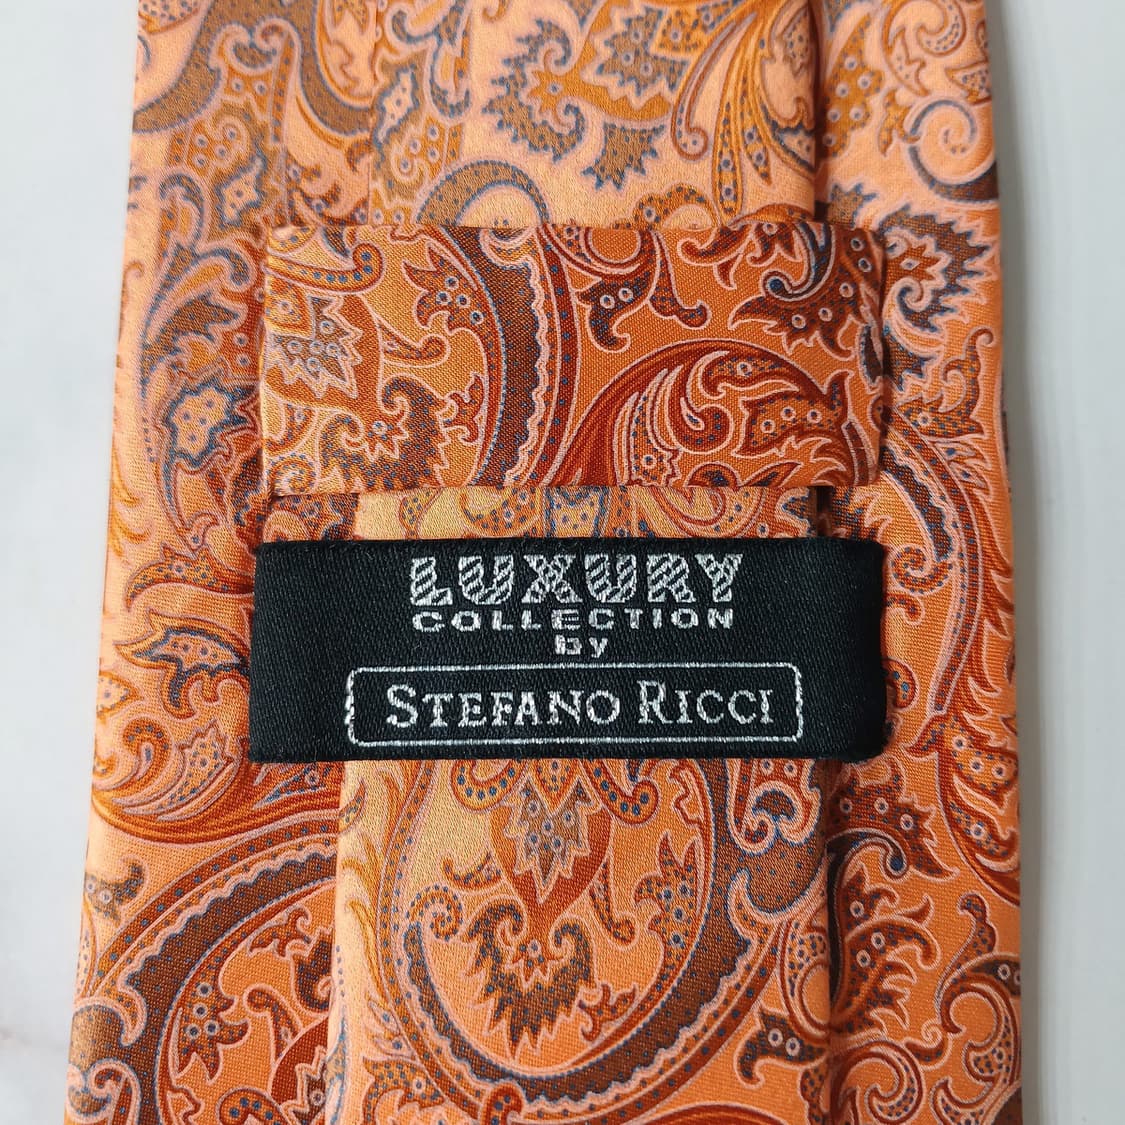 LUXURY
COLLECTION
by
STEFANO RICCI